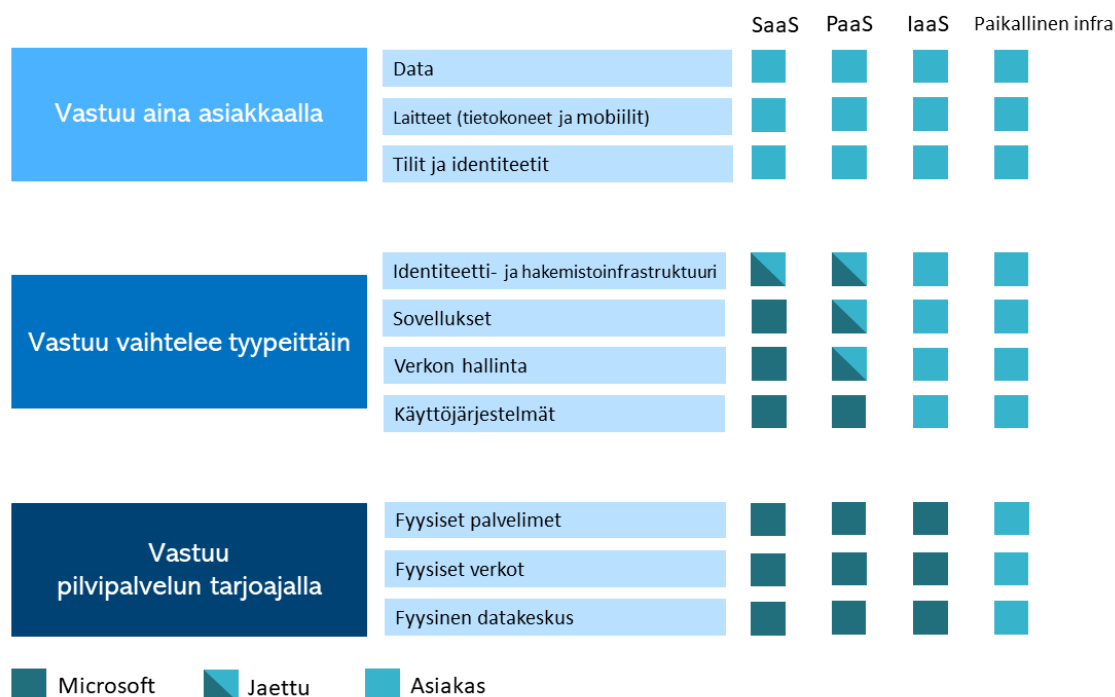 SaaS PaaS IaaS Paikallinen infra
Vastuu aina asiakkaalla
Data
Laitteet (tietokoneet ja mobiilit)
Tilit ja identiteetit
Vastuu vaihtelee tyypeittäin
Identiteetti- ja hakemistoinfrastruktuuri
Sovellukset
Verkon hallinta
Käyttöjärjestelmät
Vastuu
pilvipalvelun tarjoajalla
Fyysiset palvelimet
Fyysiset verkot
Fyysinen datakeskus
Microsoft Jaettu Asiakas